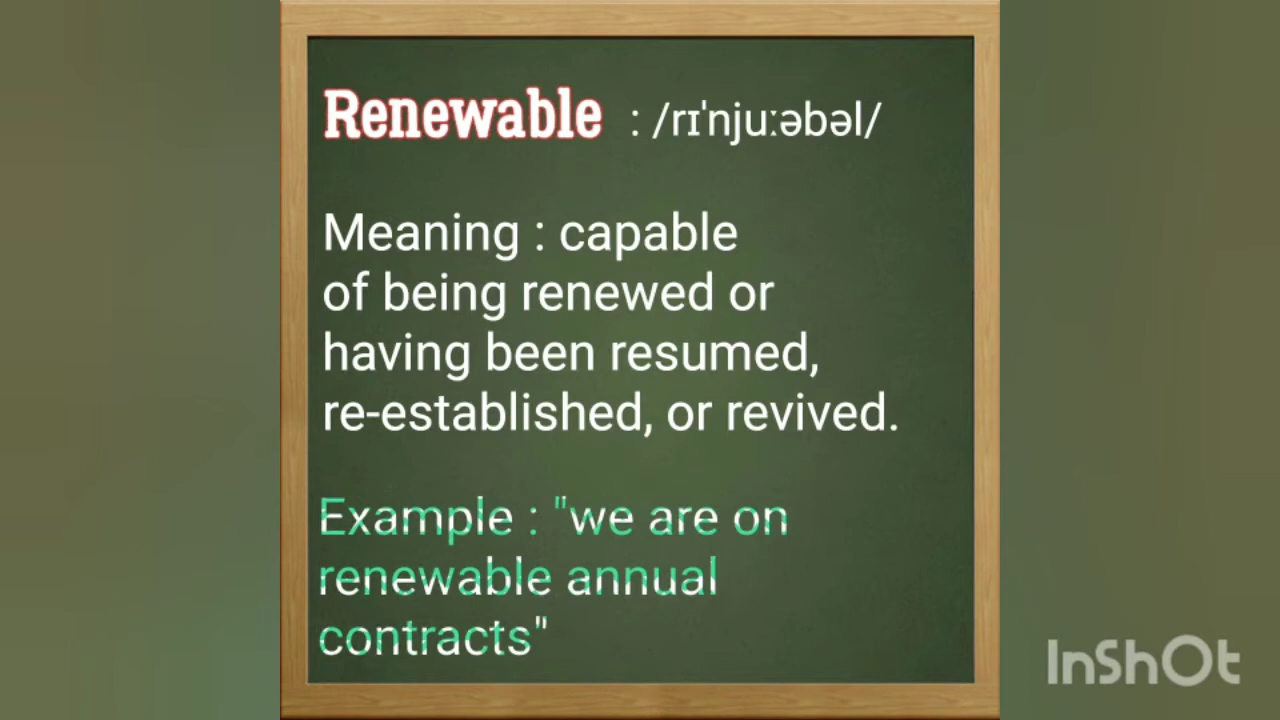 Renewable : /rɪˈnjuːəbəl/
Meaning : capable
of being renewed or
having been resumed,
re-established, or revived.
Example : "we are on
renewable annual
contracts"
InShOt